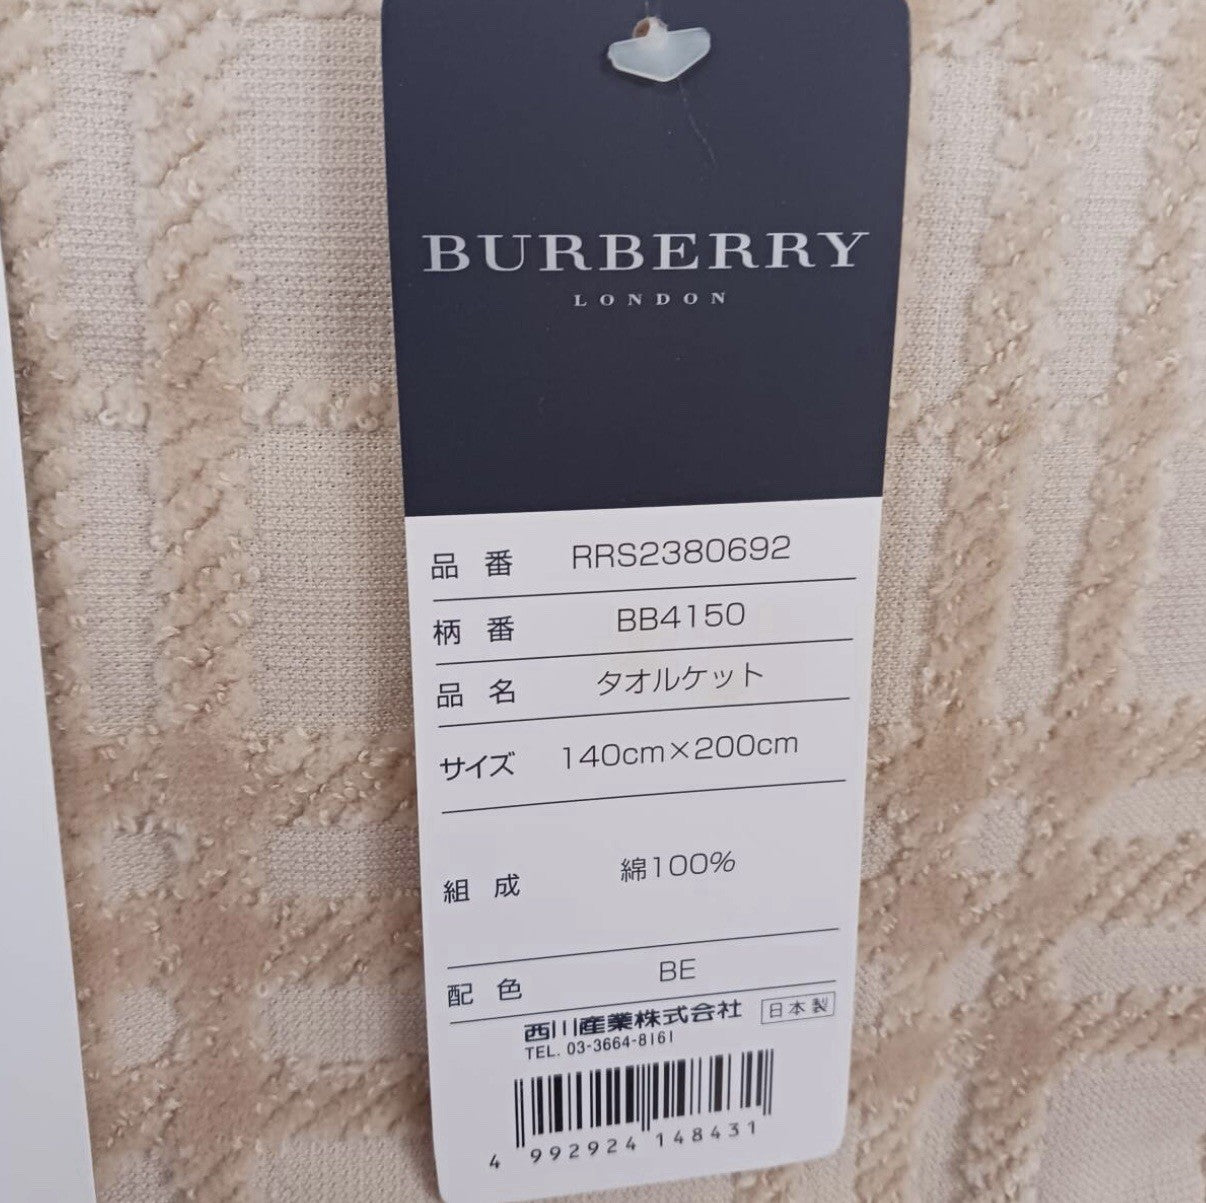 BURBERRY
LONDON
品 番 RRS2380692
柄 番 BB4150
品 名 タオルケット
サイズ 140cm×200cm
組 成 綿100%
配 色 BE
西川産業株式会社 日本製
TEL. 03-3664-8161
4 992924 148431